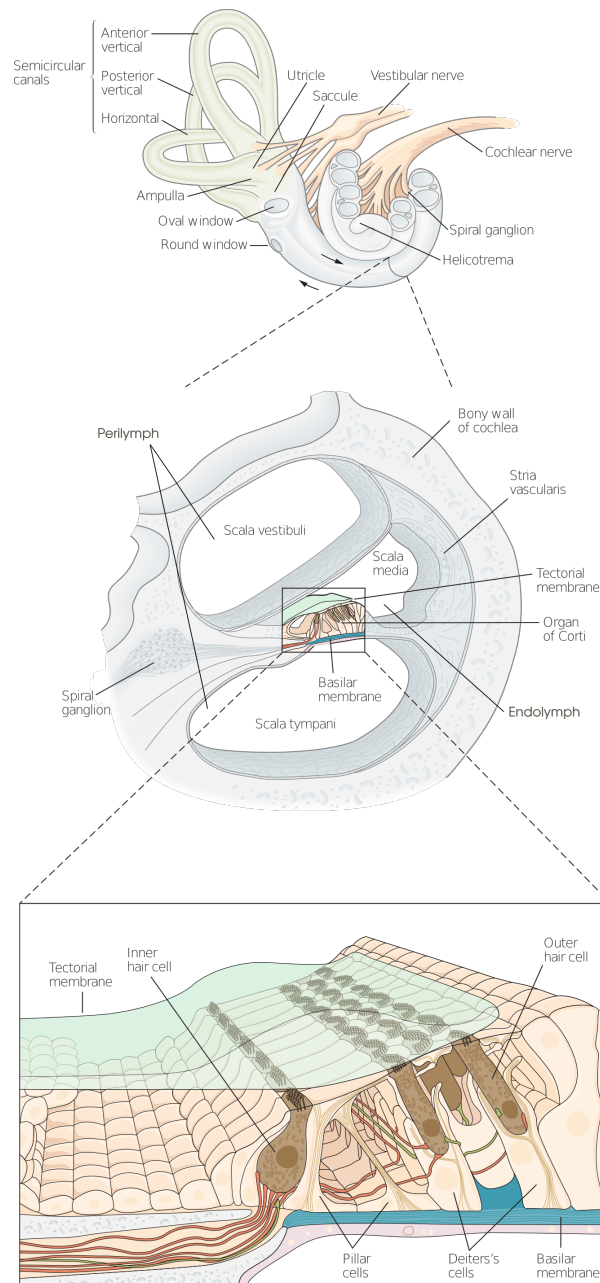 Anterior
vertical
Semicircular
canals
Posterior
vertical
Horizontal
Utricle
Saccule
Vestibular nerve
Cochlear nerve
Ampulla
Oval window
Round window
Spiral ganglion
Helicotrema
Perilymph
Bony wall
of cochlea
Stria
vascularis
Scala vestibuli
Scala
media
Tectorial
membrane
Organ
of Corti
Basilar
membrane
Spiral
ganglion
Scala tympani
Endolymph
Inner
hair cell
Outer
hair cell
Tectorial
membrane
Pillar
cells
Deiters's
cells
Basilar
membrane